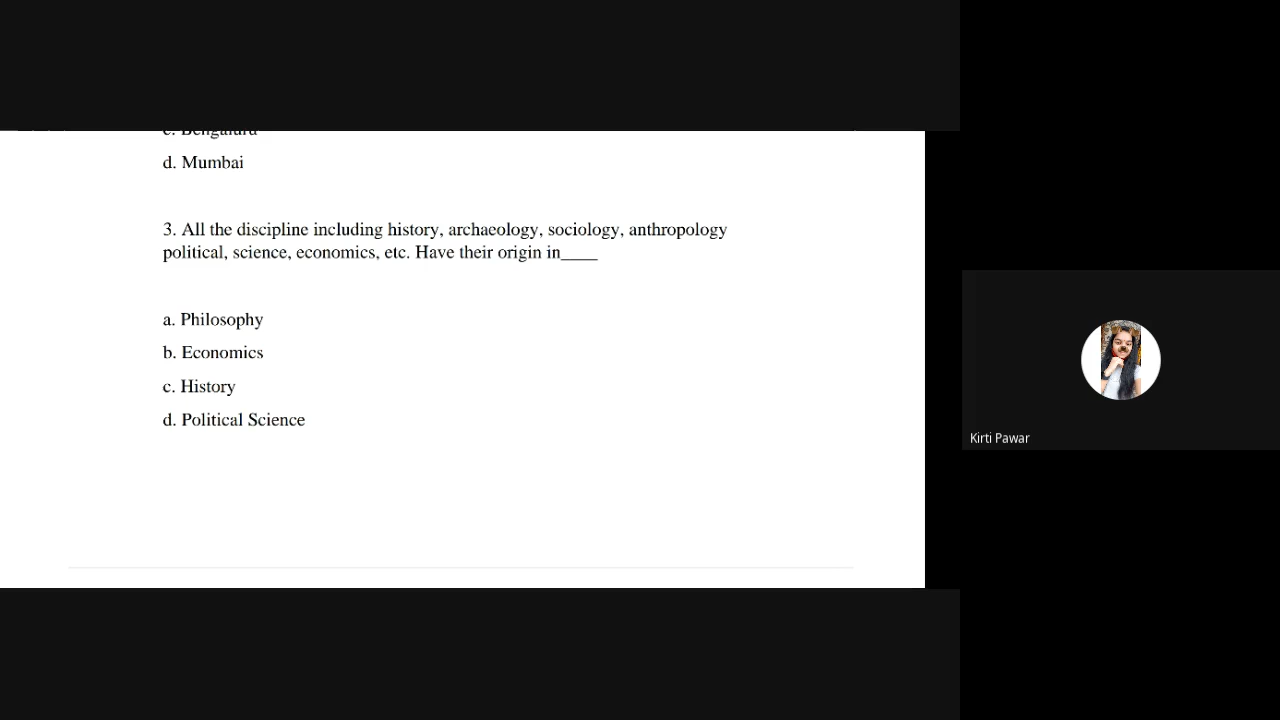 c. Bengaluru
d. Mumbai
3. All the discipline including history, archaeology, sociology, anthropology
political, science, economics, etc. Have their origin in____
a. Philosophy
b. Economics
c. History
d. Political Science
Kirti Pawar